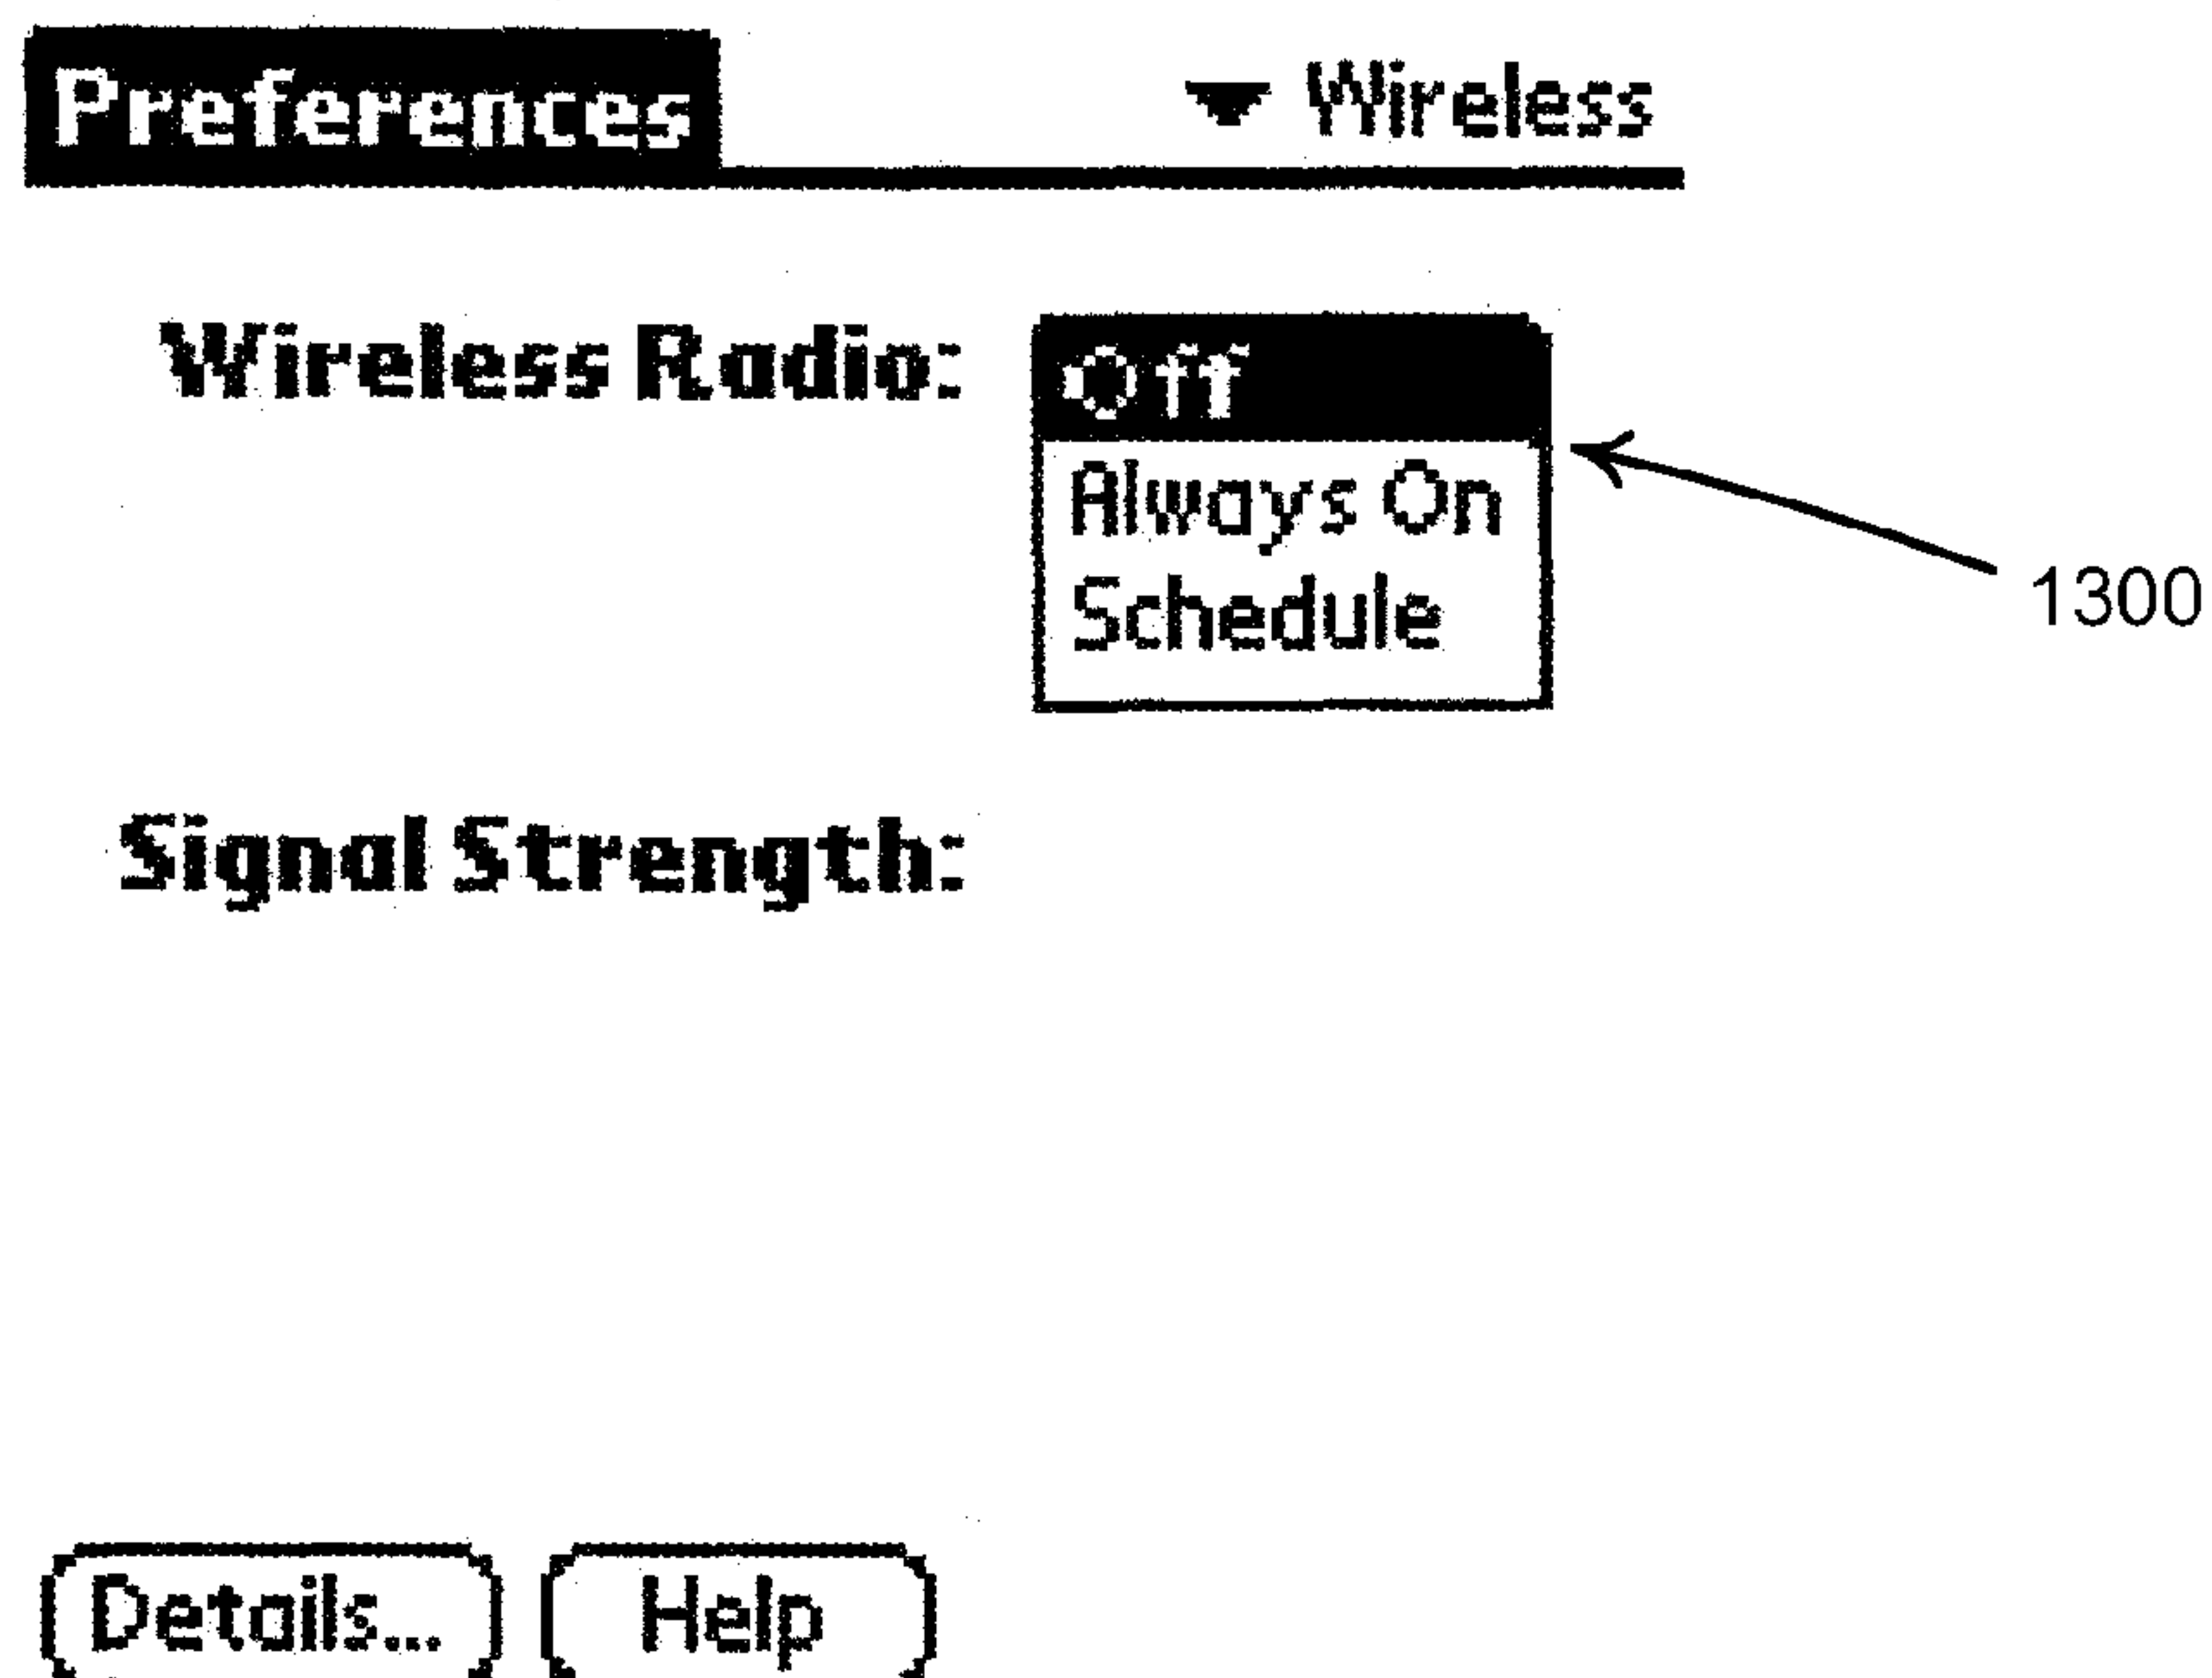 Preferences ▼ Wireless
Wireless Radio: Off
Always On
Schedule
1300
Signal Strength:
Details... Help